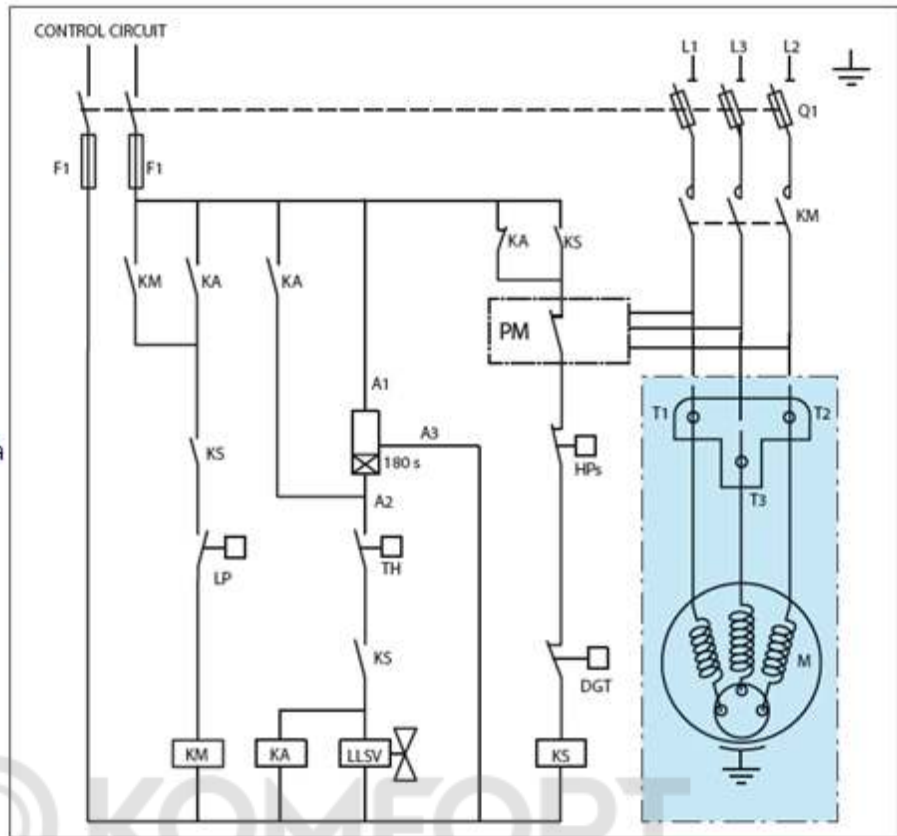 CONTROL CIRCUIT
L1 L3 L2
Q1
F1 F1
KA KS
KM
KM KA KA
PM
A1
T1 T2
A3
a
KS
180 s
HPs
T3
A2
LP
TH
KS
M
DGT
KM KA LLSV KS
KOMFORT